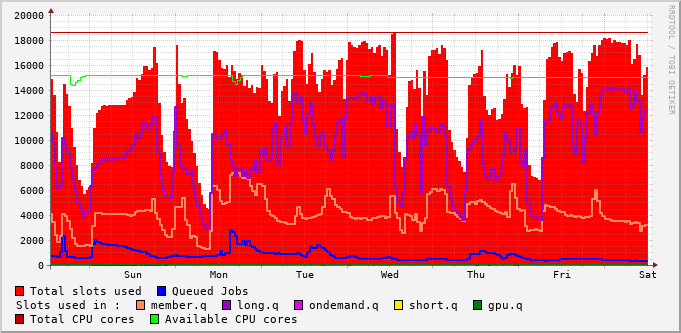 RRDTOOL / TOBI OETIKER
20000
18000
16000
14000
12000
10000
8000
6000
4000
2000
0
Sun Mon Tue Wed Thu Fri Sat
Total slots used Queued Jobs
Slots used in : member.q long.q ondemand.q short.q gpu.q
Total CPU cores Available CPU cores